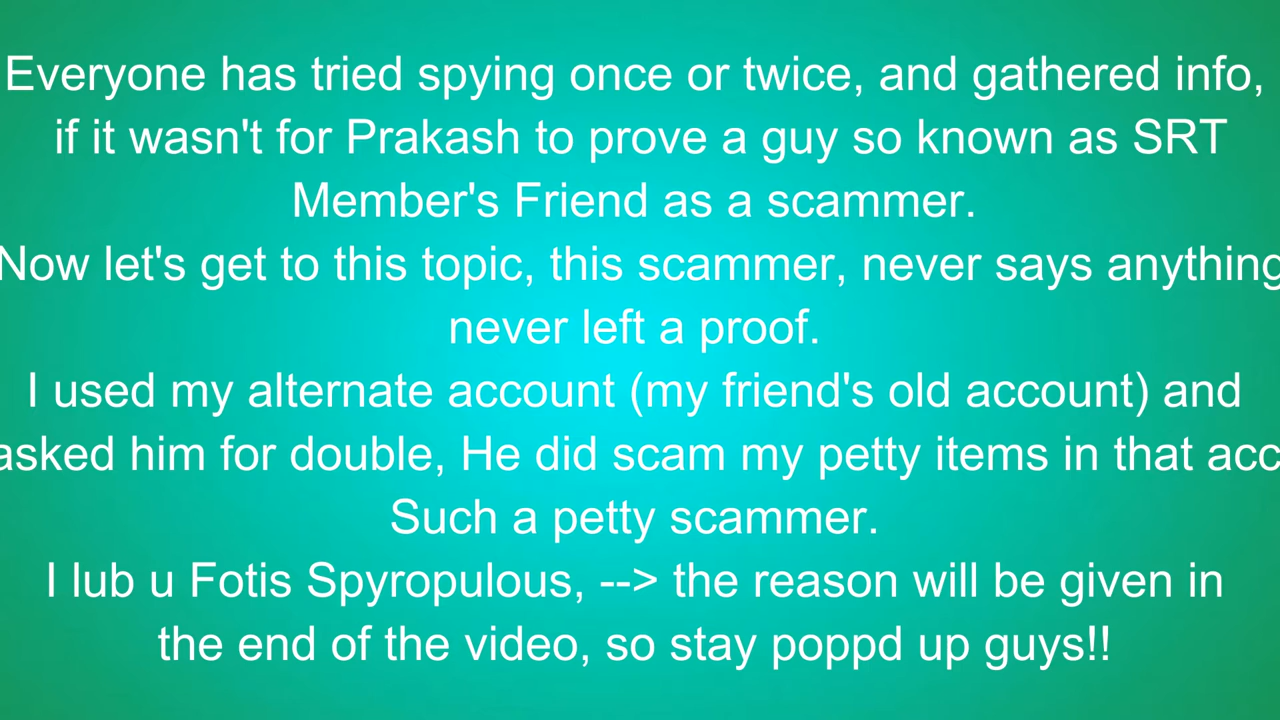 Everyone has tried spying once or twice, and gathered info,
if it wasn't for Prakash to prove a guy so known as SRT
Member's Friend as a scammer.
Now let's get to this topic, this scammer, never says anything
never left a proof.
I used my alternate account (my friend's old account) and
asked him for double, He did scam my petty items in that acc
Such a petty scammer.
I lub u Fotis Spyropulous, --> the reason will be given in
the end of the video, so stay poppd up guys!!